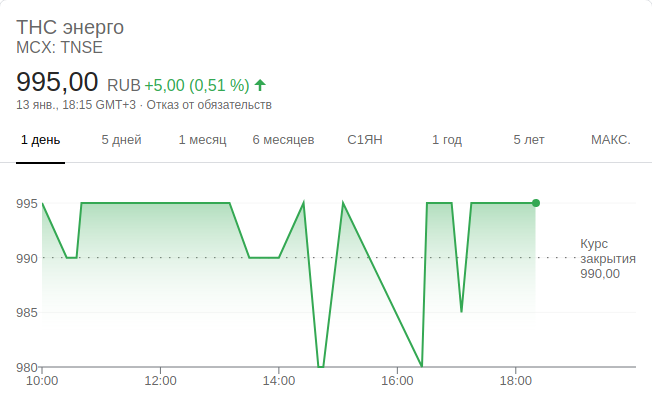 ТНС энерго
MCX: TNSE
995,00 RUB +5,00 (0,51 %)
13 янв., 18:15 GMT+3 · Отказ от обязательств
1 день 5 дней 1 месяц 6 месяцев С1ЯН 1 год 5 лет МАКС.
995
990
985
980
Курс
закрытия
990,00
10:00 12:00 14:00 16:00 18:00